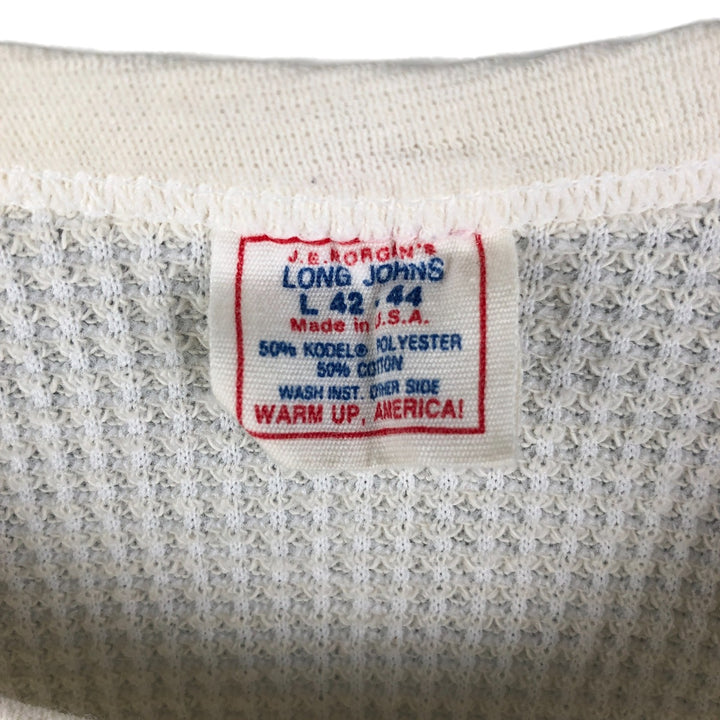 J.E. MORGAN'S
LONG JOHNS
L 42 - 44
Made in U.S.A.
50% KODEL® POLYESTER
50% COTTON
WASH INST. OTHER SIDE
WARM UP, AMERICA!